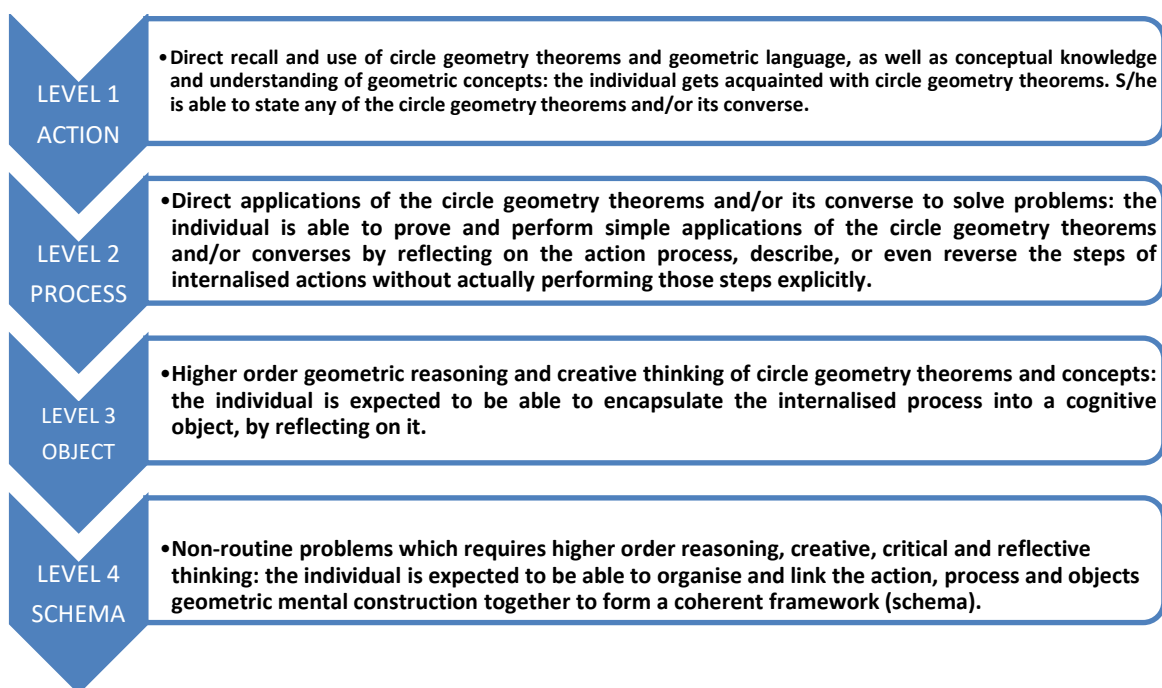 LEVEL 1
ACTION
•Direct recall and use of circle geometry theorems and geometric language, as well as conceptual knowledge
and understanding of geometric concepts: the individual gets acquainted with circle geometry theorems. S/he
is able to state any of the circle geometry theorems and/or its converse.
LEVEL 2
PROCESS
•Direct applications of the circle geometry theorems and/or its converse to solve problems: the
individual is able to prove and perform simple applications of the circle geometry theorems
and/or converses by reflecting on the action process, describe, or even reverse the steps of
internalised actions without actually performing those steps explicitly.
LEVEL 3
OBJECT
•Higher order geometric reasoning and creative thinking of circle geometry theorems and concepts:
the individual is expected to be able to encapsulate the internalised process into a cognitive
object, by reflecting on it.
LEVEL 4
SCHEMA
•Non-routine problems which requires higher order reasoning, creative, critical and reflective
thinking: the individual is expected to be able to organise and link the action, process and objects
geometric mental construction together to form a coherent framework (schema).